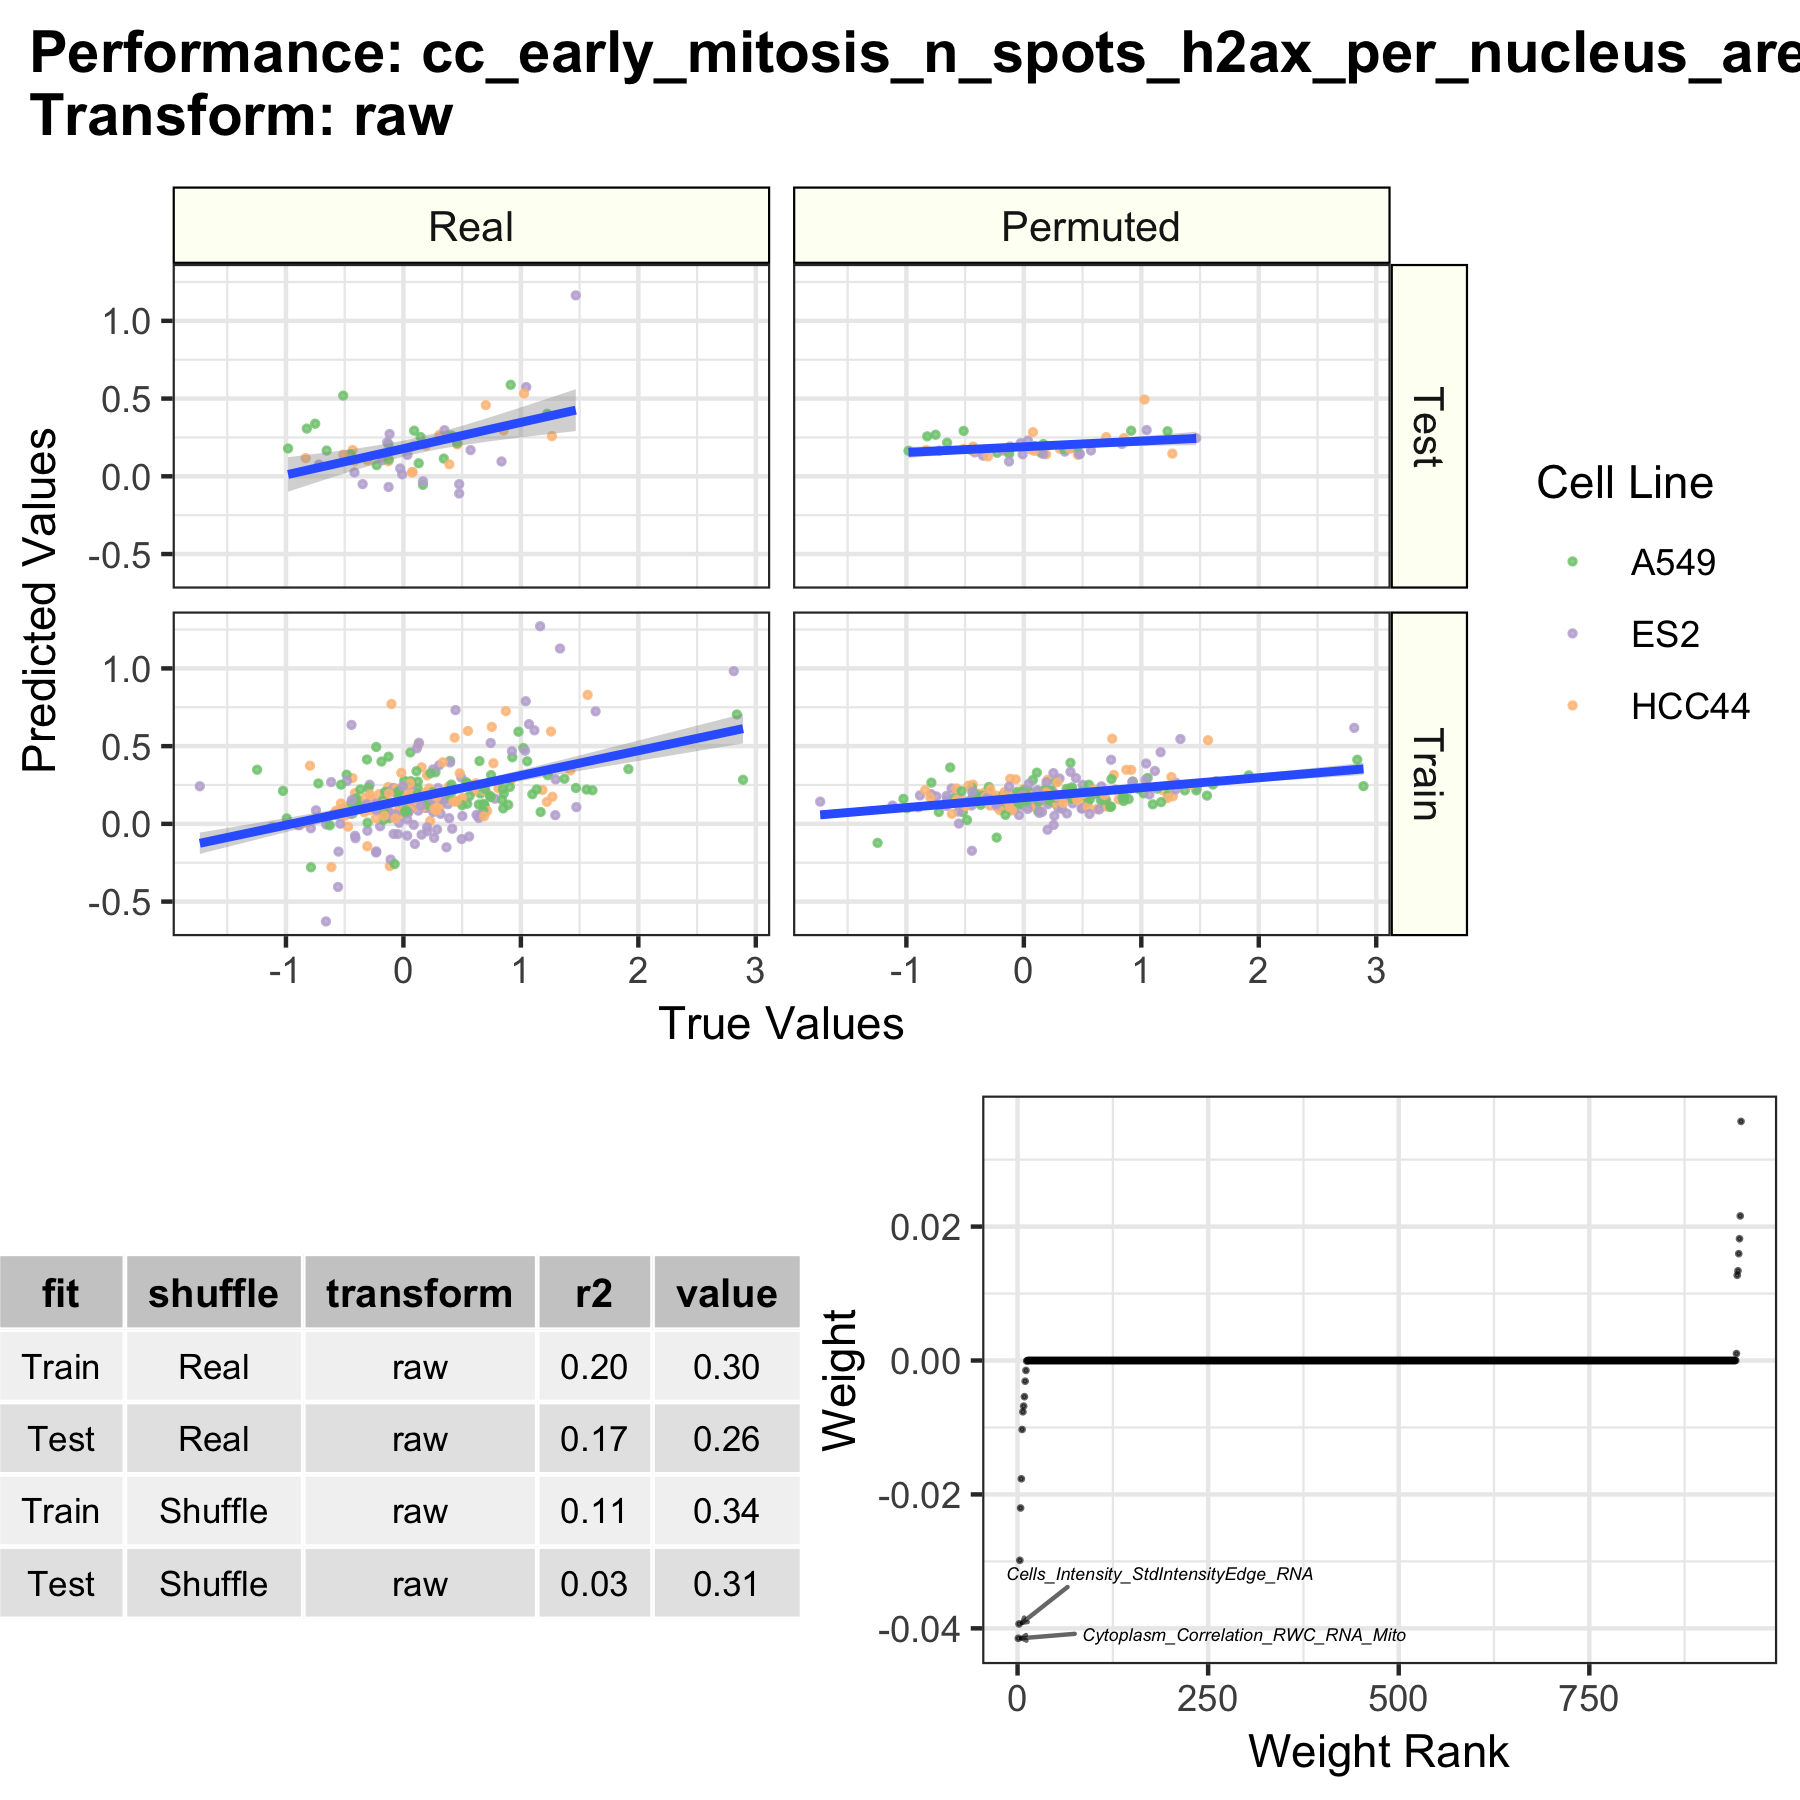 Performance: cc_early_mitosis_n_spots_h2ax_per_nucleus_are
Transform: raw
Real
Permuted
1.0
0.5
0.0
-0.5
Test
1.0
0.5
0.0
-0.5
Train
Predicted Values
-1 0 1 2 3
-1 0 1 2 3
True Values
Cell Line
A549
ES2
HCC44
fit shuffle transform r2 value
Train Real raw 0.20 0.30
Test Real raw 0.17 0.26
Train Shuffle raw 0.11 0.34
Test Shuffle raw 0.03 0.31
Weight
0.02
0.00
-0.02
-0.04
Cells_Intensity_StdIntensityEdge_RNA
Cytoplasm_Correlation_RWC_RNA_Mito
0 250 500 750
Weight Rank